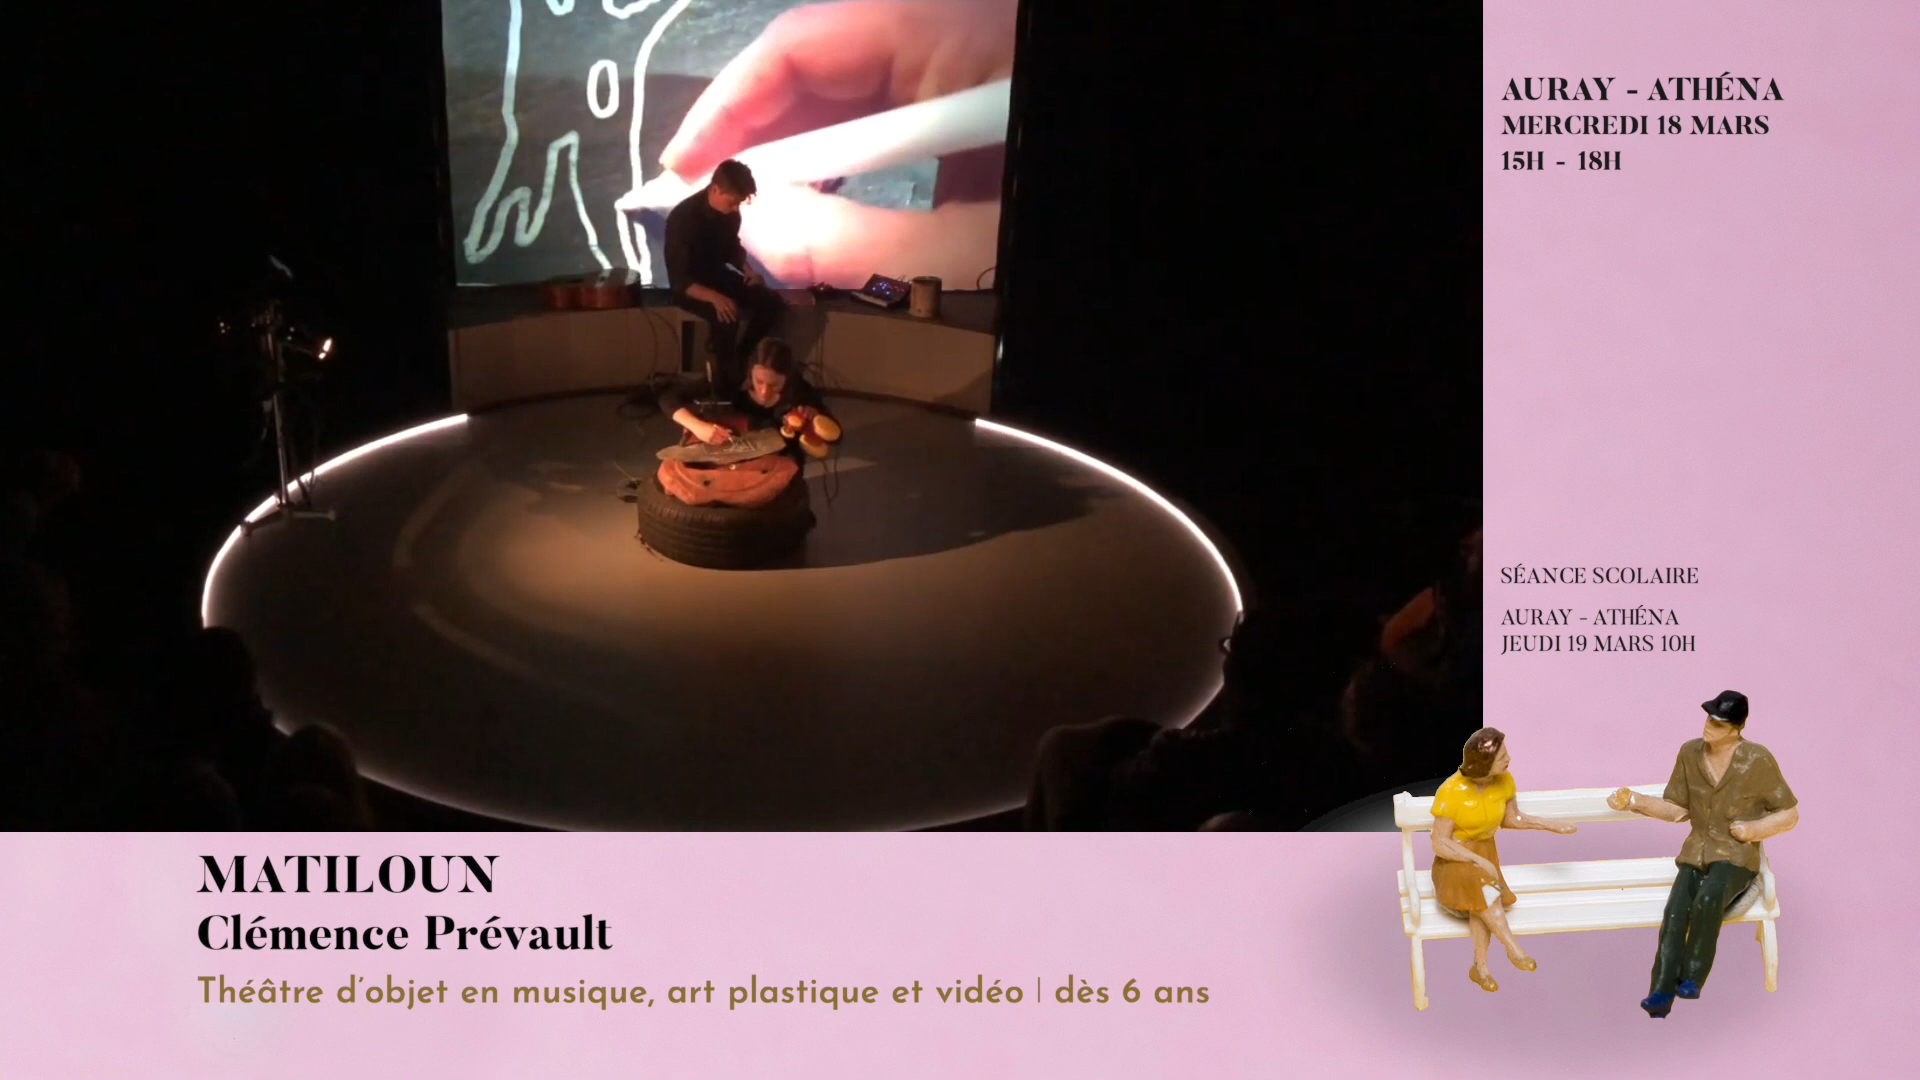 AURAY - ATHÉNA
MERCREDI 18 MARS
15H - 18H
SÉANCE SCOLAIRE
AURAY - ATHÉNA
JEUDI 19 MARS 10H
MATILOUN
Clémence Prévault
Théâtre d'objet en musique, art plastique et vidéo | dès 6 ans